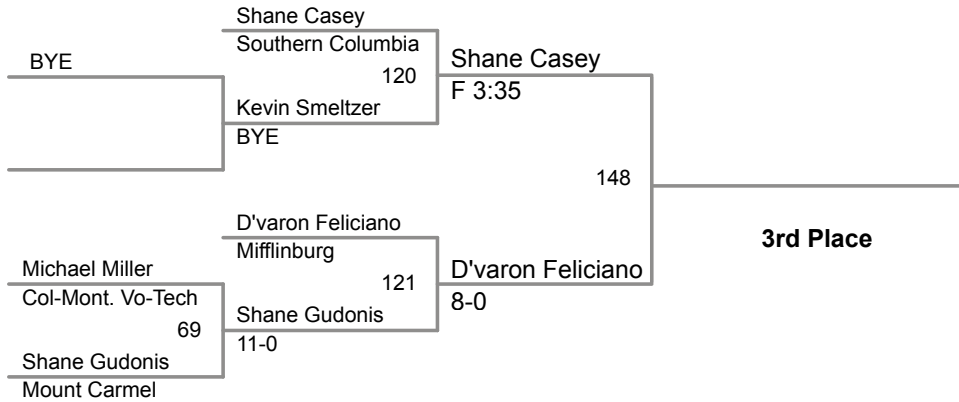 Shane Casey
Southern Columbia
BYE
120
Shane Casey
F 3:35
Kevin Smeltzer
BYE
148
D'varon Feliciano
Mifflinburg
3rd Place
Michael Miller
Col-Mont. Vo-Tech
121
D'varon Feliciano
8-0
69
Shane Gudonis
11-0
Shane Gudonis
Mount Carmel